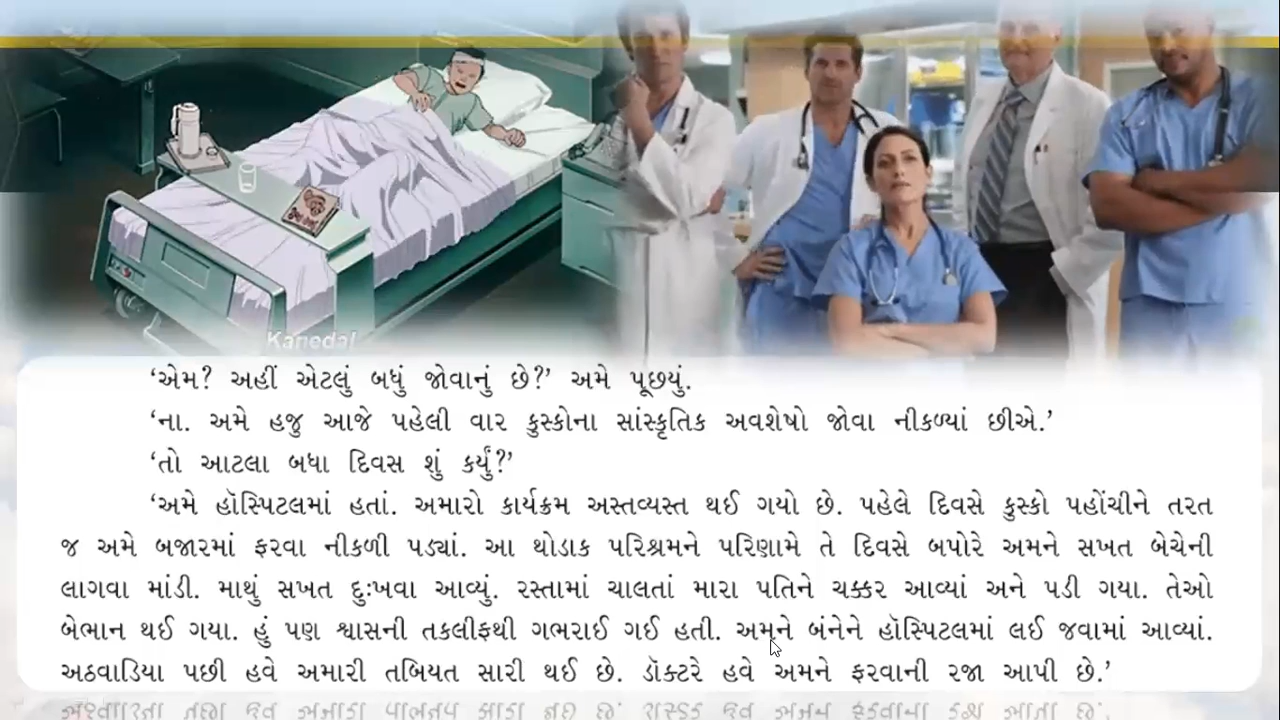 Kanedal
‘એમ? અહીં એટલું બધું જોવાનું છે?’ અમે પૂછયું.
‘ના. અમે હજુ આજે પહેલી વાર કુસ્કોના સાંસ્કૃતિક અવશેષો જોવા નીકળ્યાં છીએ.’
‘તો આટલા બધા દિવસ શું કર્યું?’
‘અમે હૉસ્પિટલમાં હતાં. અમારો કાર્યક્રમ અસ્તવ્યસ્ત થઈ ગયો છે. પહેલે દિવસે કુસ્કો પહોંચીને તરત
જ અમે બજારમાં ફરવા નીકળી પડ્યાં. આ થોડાક પરિશ્રમને પરિણામે તે દિવસે બપોરે અમને સખત બેચેની
લાગવા માંડી. માથું સખત દુઃખવા આવ્યું. રસ્તામાં ચાલતાં મારા પતિને ચક્કર આવ્યાં અને પડી ગયા. તેઓ
બેભાન થઈ ગયા. હું પણ શ્વાસની તકલીફથી ગભરાઈ ગઈ હતી. અમને બંનેને હૉસ્પિટલમાં લઈ જવામાં આવ્યાં.
અઠવાડિયા પછી હવે અમારી તબિયત સારી થઈ છે. ડૉક્ટરે હવે અમને ફરવાની રજા આપી છે.’